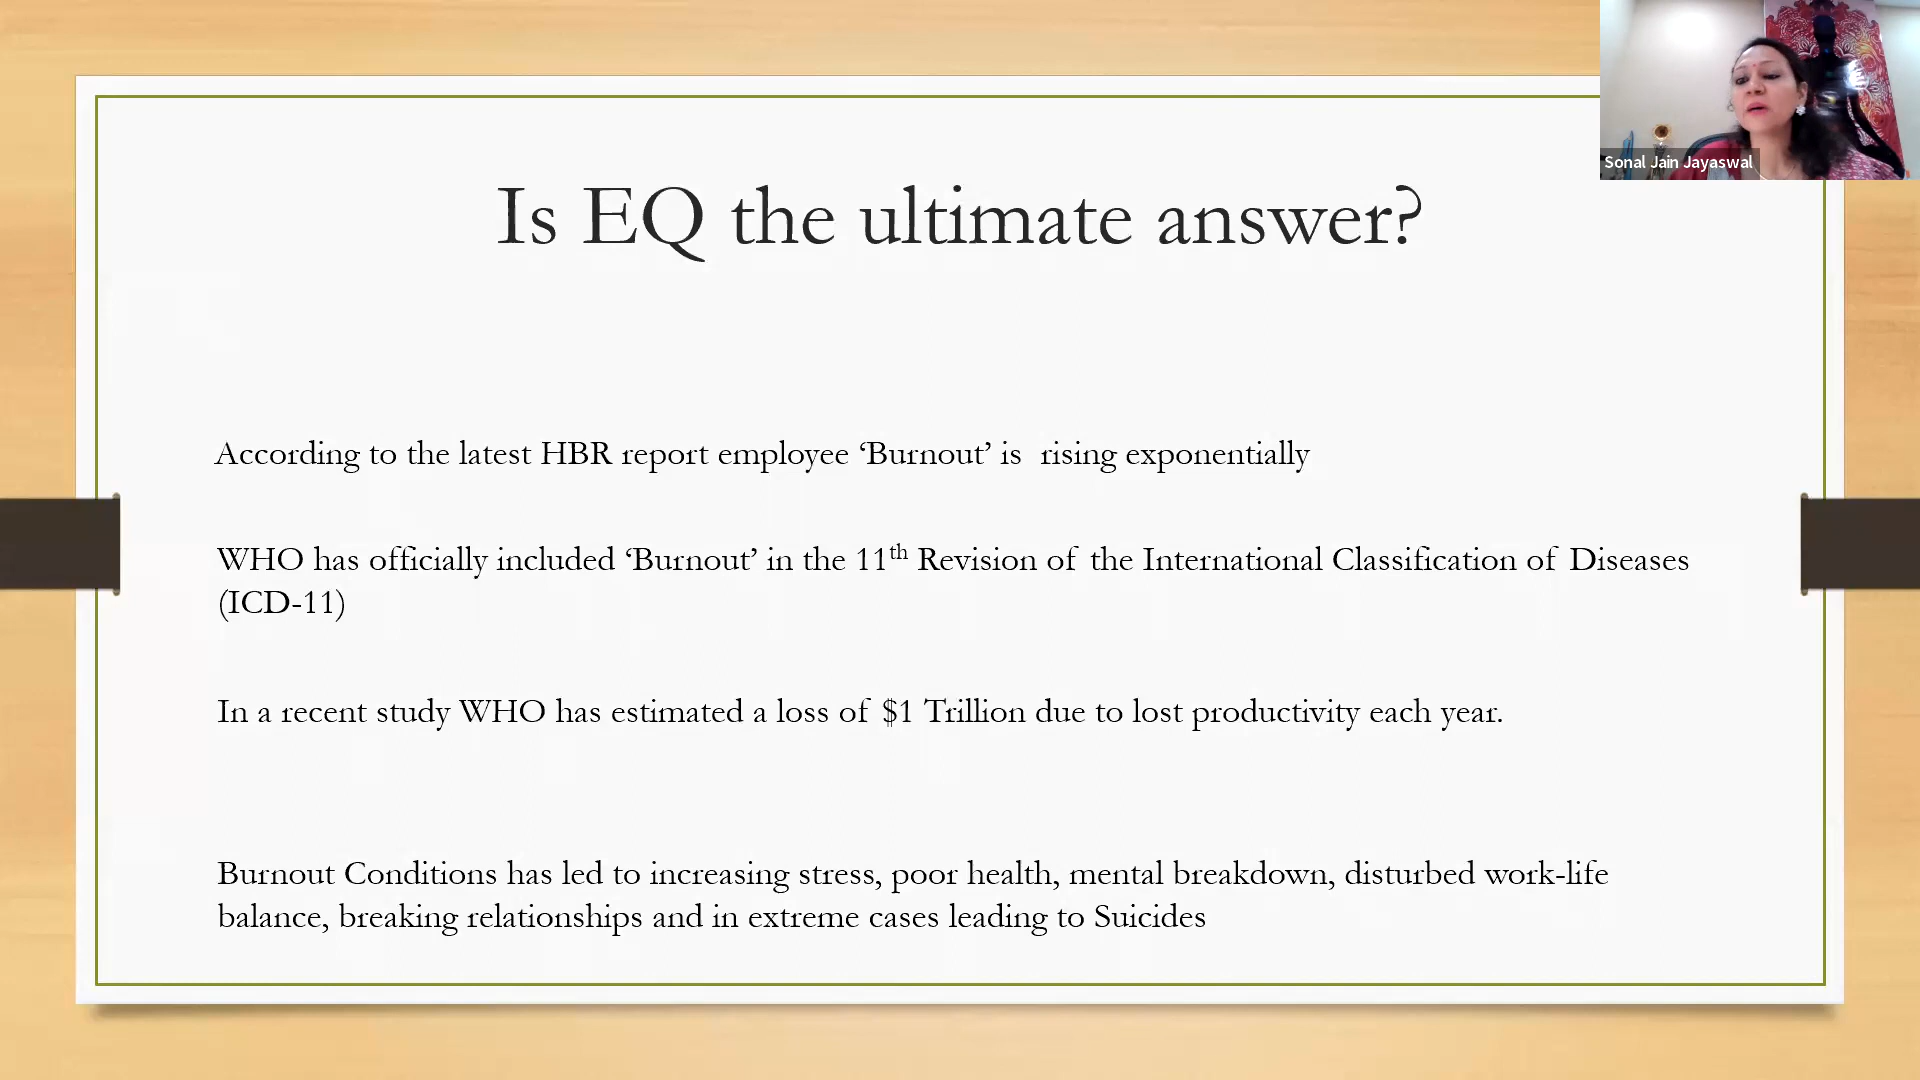 Sonal Jain Jayaswal
Is EQ the ultimate answer?
According to the latest HBR report employee ‘Burnout’ is  rising exponentially
WHO has officially included ‘Burnout’ in the 11th Revision of the International Classification of Diseases
(ICD-11)
In a recent study WHO has estimated a loss of $1 Trillion due to lost productivity each year.
Burnout Conditions has led to increasing stress, poor health, mental breakdown, disturbed work-life
balance, breaking relationships and in extreme cases leading to Suicides